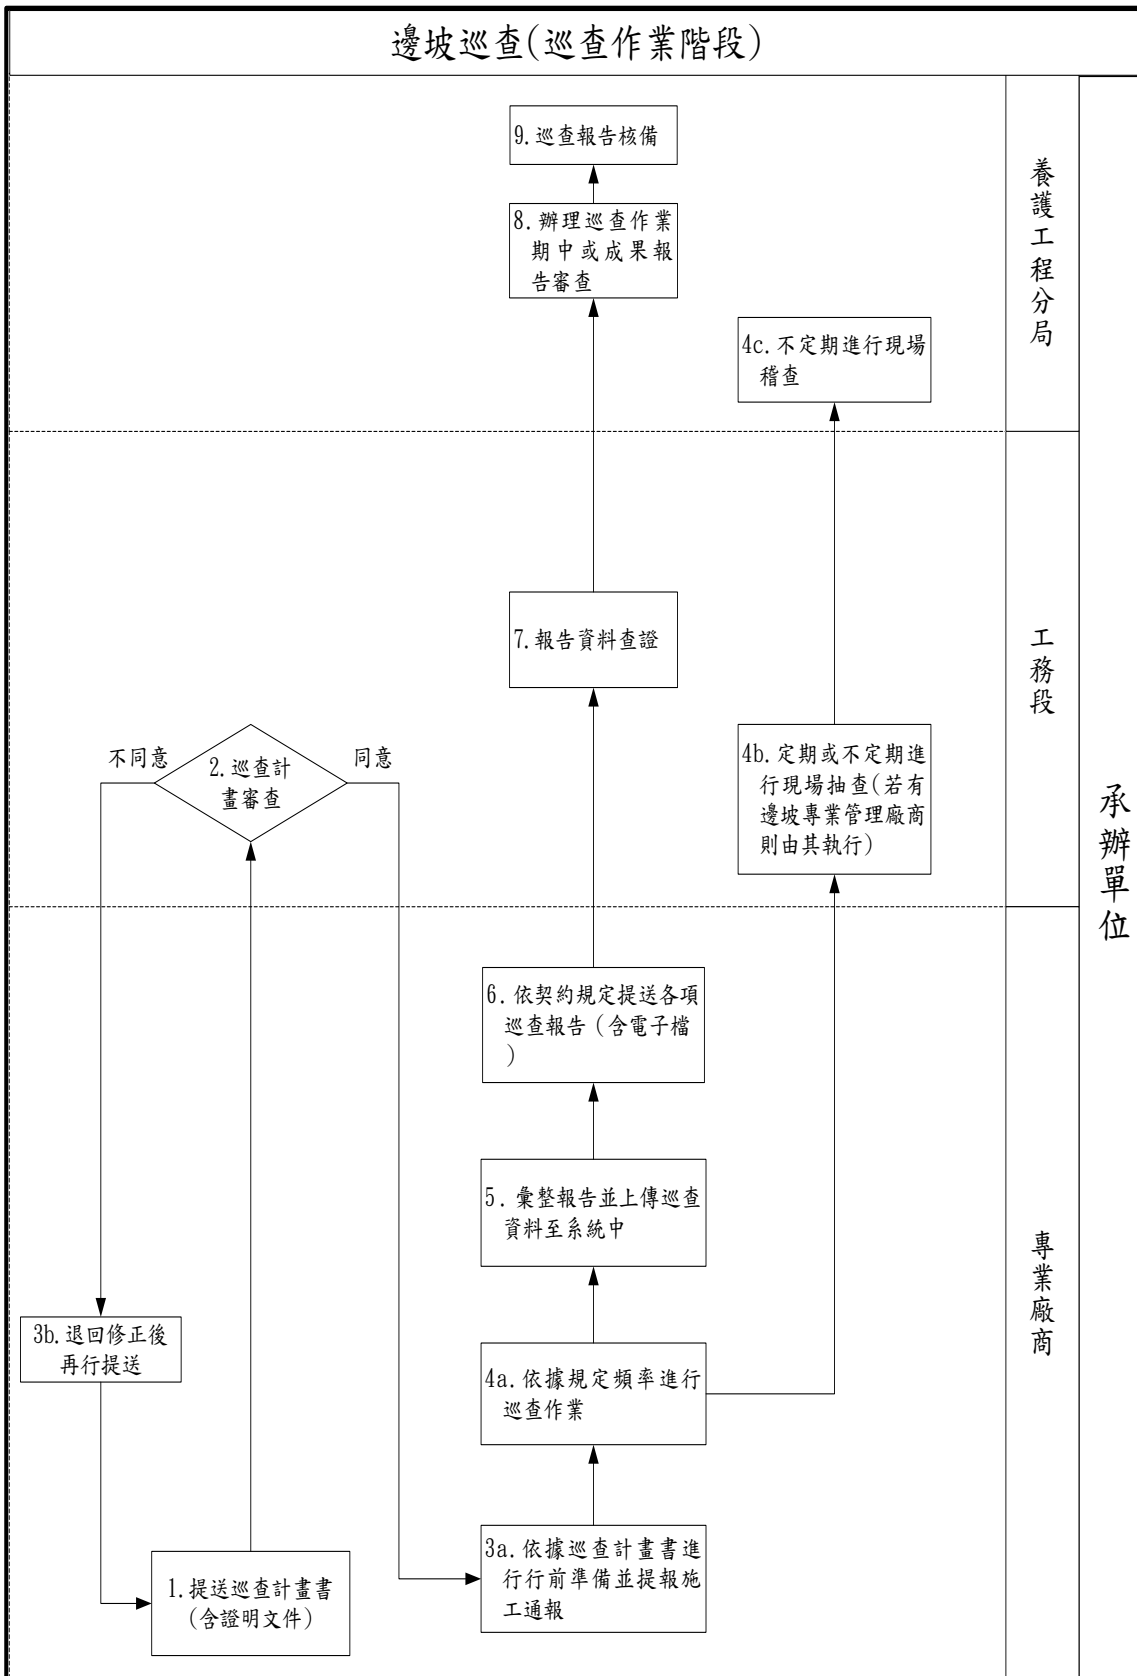 邊坡巡查(巡查作業階段)
9.巡查報告核備
8.辦理巡查作業
期中或成果報
告審查
4c.不定期進行現場
稽查
養護工程分局
7.報告資料查證
不同意
2.巡查計
畫審查
同意
4b.定期或不定期進
行現場抽查(若有
邊坡專業管理廠商
則由其執行)
工務段
承辦單位
6.依契約規定提送各項
巡查報告(含電子檔
)
5.彙整報告並上傳巡查
資料至系統中
3b.退回修正後
再行提送
4a.依據規定頻率進行
巡查作業
1.提送巡查計畫書
(含證明文件)
3a.依據巡查計畫書進
行行前準備並提報施
工通報
專業廠商